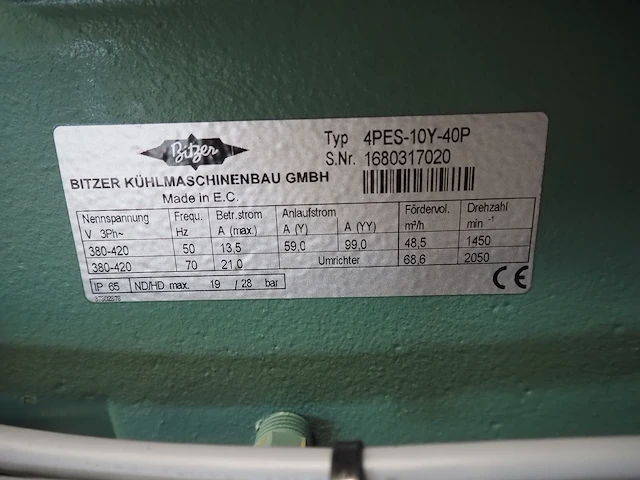 Bitzer
Typ 4PES-10Y-40P
S.Nr. 1680317020
BITZER KÜHLMASCHINENBAU GMBH
Made in E.C.
Nennspannung Frequ. Betr.strom Anlaufstrom Fördervol. Drehzahl
V 3Ph~ Hz A (max.) A (Y) A (YY) m³/h min -1
380-420 50 13,5 59,0 99,0 48,5 1450
380-420 70 21,0 Umrichter 68,6 2050
IP 65 ND/HD max. 19 / 28 bar
CE